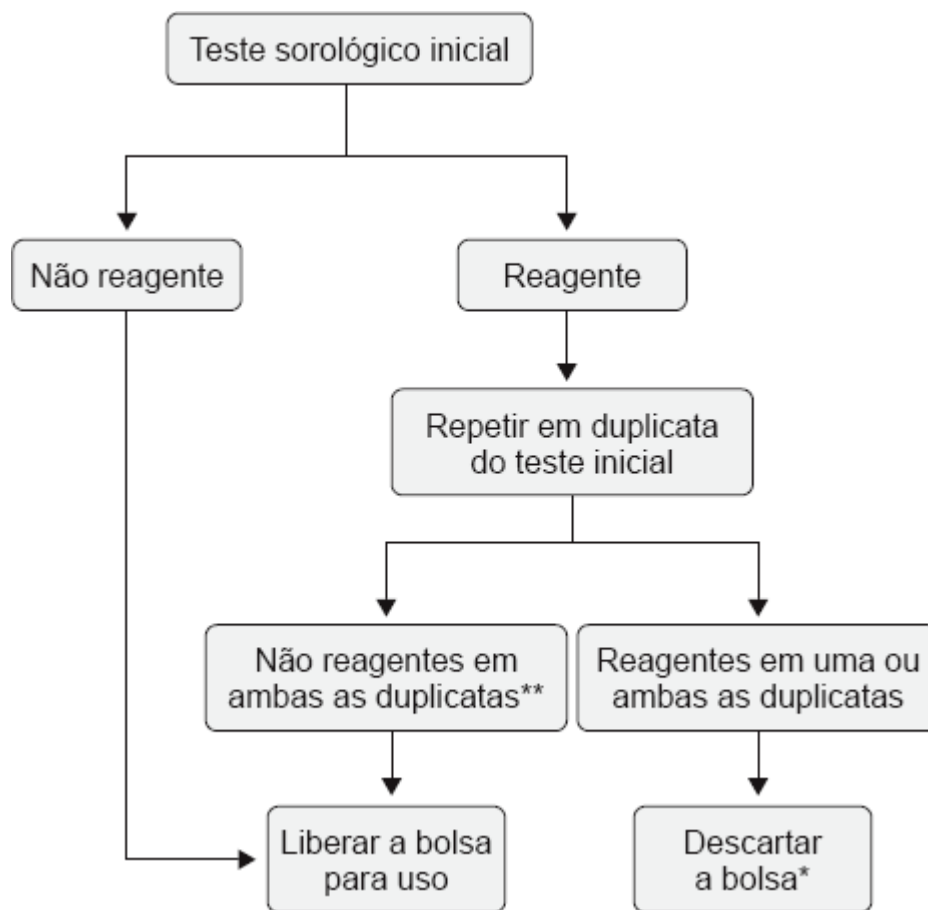 Teste sorológico inicial
Não reagente
Reagente
Repetir em duplicata
do teste inicial
Não reagentes em
ambas as duplicatas**
Reagentes em uma ou
ambas as duplicatas
Liberar a bolsa
para uso
Descartar
a bolsa*